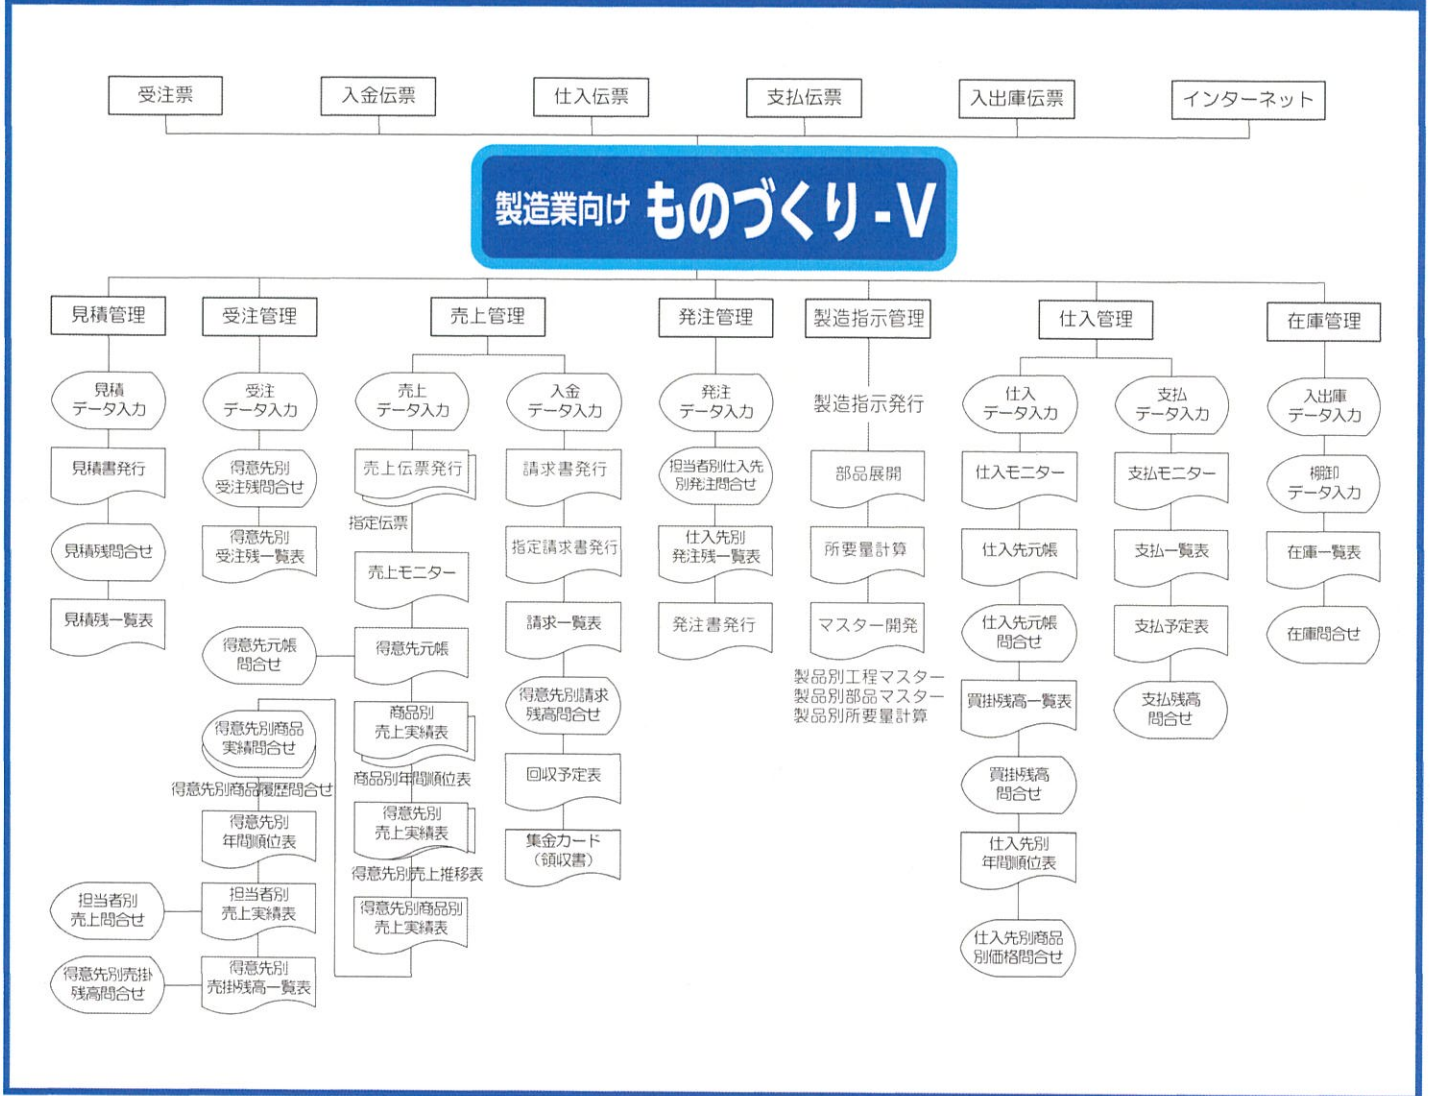 受注票
入金伝票
仕入伝票
支払伝票
入出庫伝票
インターネット
製造業向け ものづくり-V
見積管理
受注管理
売上管理
発注管理
製造指示管理
仕入管理
在庫管理
見積
データ入力
見積書発行
見積残問合せ
見積残一覧表
受注
データ入力
得意先別
受注残問合せ
得意先別
受注残一覧表
売上
データ入力
売上伝票発行
指定伝票
売上モニター
得意先元帳
得意先元帳
問合せ
商品別
売上実績表
商品別年間順位表
得意先別
売上実績表
得意先別売上推移表
得意先別商品別
売上実績表
得意先別商品
実績問合せ
得意先別商品履歴問合せ
得意先別
年間順位表
担当者別
売上実績表
担当者別
売上問合せ
得意先別
売掛残高一覧表
得意先別売掛
残高問合せ
入金
データ入力
請求書発行
指定請求書発行
請求一覧表
得意先別請求
残高問合せ
回収予定表
集金カード
（領収書）
発注
データ入力
担当者別仕入先
別発注問合せ
仕入先別
発注残一覧表
発注書発行
製造指示発行
部品展開
所要量計算
マスター開発
製品別工程マスター
製品別部品マスター
製品別所要量計算
仕入
データ入力
仕入モニター
仕入先元帳
仕入先元帳
問合せ
買掛残高一覧表
買掛残高
問合せ
仕入先別
年間順位表
仕入先別商品
別価格問合せ
支払
データ入力
支払モニター
支払一覧表
支払予定表
支払残高
問合せ
入出庫
データ入力
棚卸
データ入力
在庫一覧表
在庫問合せ